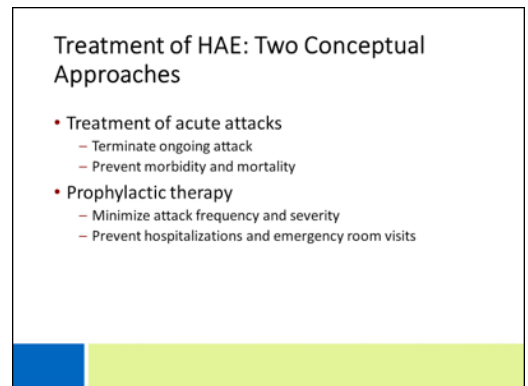 Treatment of HAE: Two Conceptual
Approaches
• Treatment of acute attacks
– Terminate ongoing attack
– Prevent morbidity and mortality
• Prophylactic therapy
– Minimize attack frequency and severity
– Prevent hospitalizations and emergency room visits